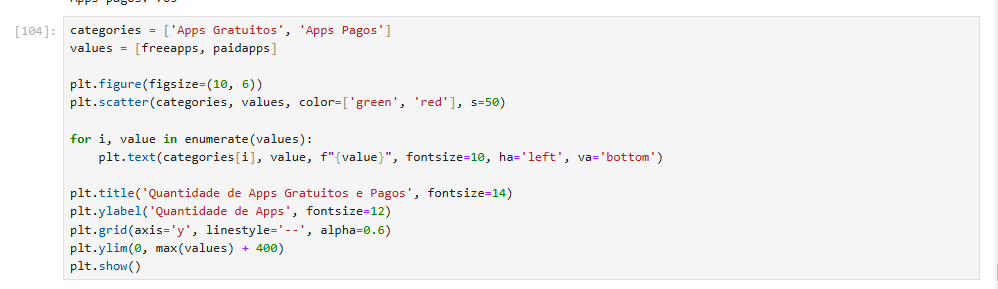 [104]:
categories = ['Apps Gratuitos', 'Apps Pagos']
values = [freeapps, paidapps]
plt.figure(figsize=(10, 6))
plt.scatter(categories, values, color=['green', 'red'], s=50)
for i, value in enumerate(values):
    plt.text(categories[i], value, f"{value}", fontsize=10, ha='left', va='bottom')
plt.title('Quantidade de Apps Gratuitos e Pagos', fontsize=14)
plt.ylabel('Quantidade de Apps', fontsize=12)
plt.grid(axis='y', linestyle='--', alpha=0.6)
plt.ylim(0, max(values) + 400)
plt.show()